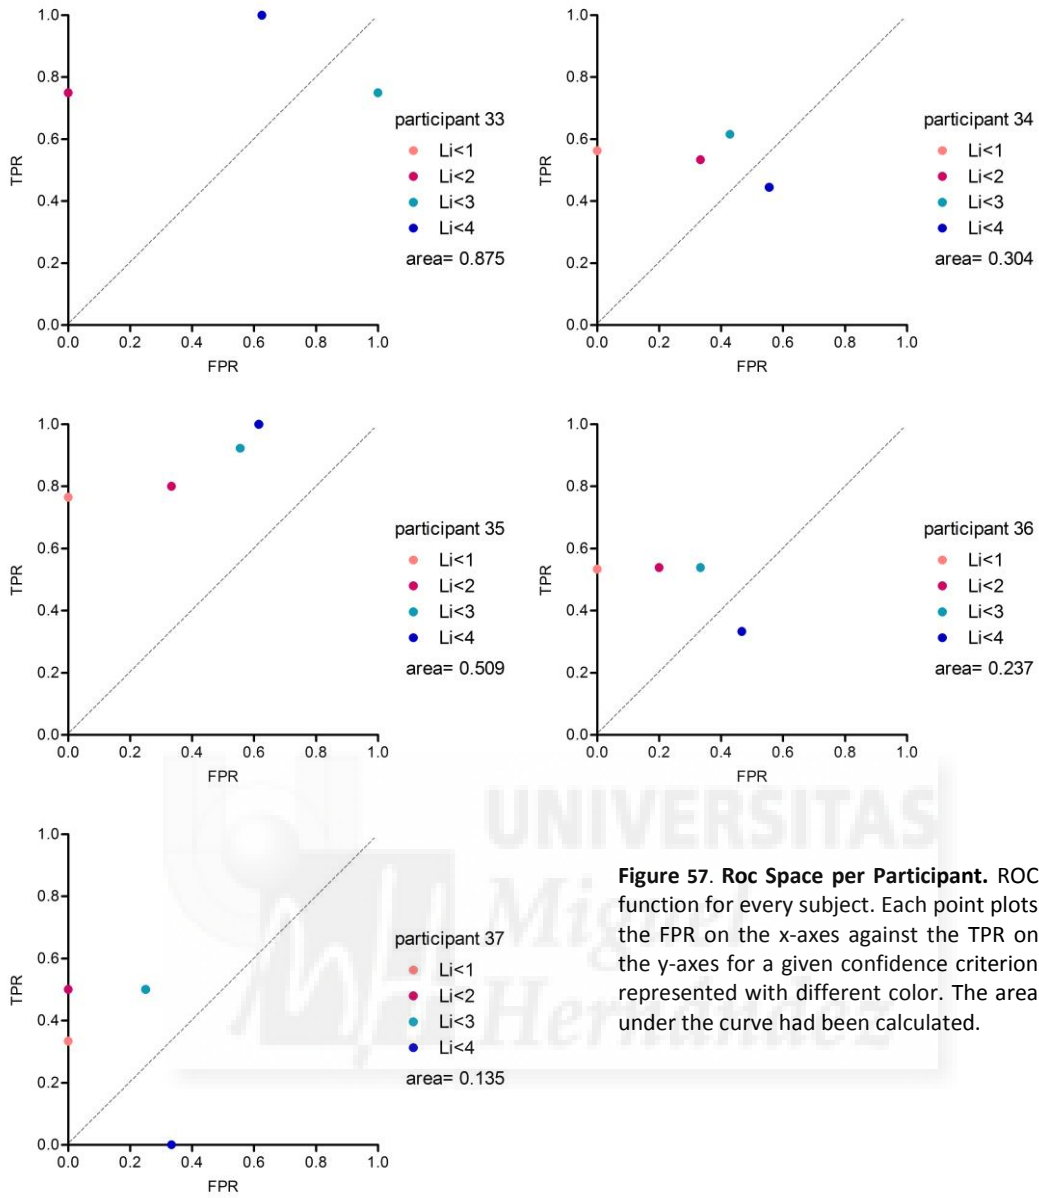 1.0
0.8
0.6
0.4
0.2
0.0
TPR
0.0 0.2 0.4 0.6 0.8 1.0
FPR
participant 33
Li<1
Li<2
Li<3
Li<4
area= 0.875
1.0
0.8
0.6
0.4
0.2
0.0
TPR
0.0 0.2 0.4 0.6 0.8 1.0
FPR
participant 34
Li<1
Li<2
Li<3
Li<4
area= 0.304
1.0
0.8
0.6
0.4
0.2
0.0
TPR
0.0 0.2 0.4 0.6 0.8 1.0
FPR
participant 35
Li<1
Li<2
Li<3
Li<4
area= 0.509
1.0
0.8
0.6
0.4
0.2
0.0
TPR
0.0 0.2 0.4 0.6 0.8 1.0
FPR
participant 36
Li<1
Li<2
Li<3
Li<4
area= 0.237
1.0
0.8
0.6
0.4
0.2
0.0
TPR
0.0 0.2 0.4 0.6 0.8 1.0
FPR
participant 37
Li<1
Li<2
Li<3
Li<4
area= 0.135
UNIVERSITAS
Miguel
Hernández
Figure 57. Roc Space per Participant. ROC
function for every subject. Each point plots
the FPR on the x-axes against the TPR on
the y-axes for a given confidence criterion
represented with different color. The area
under the curve had been calculated.